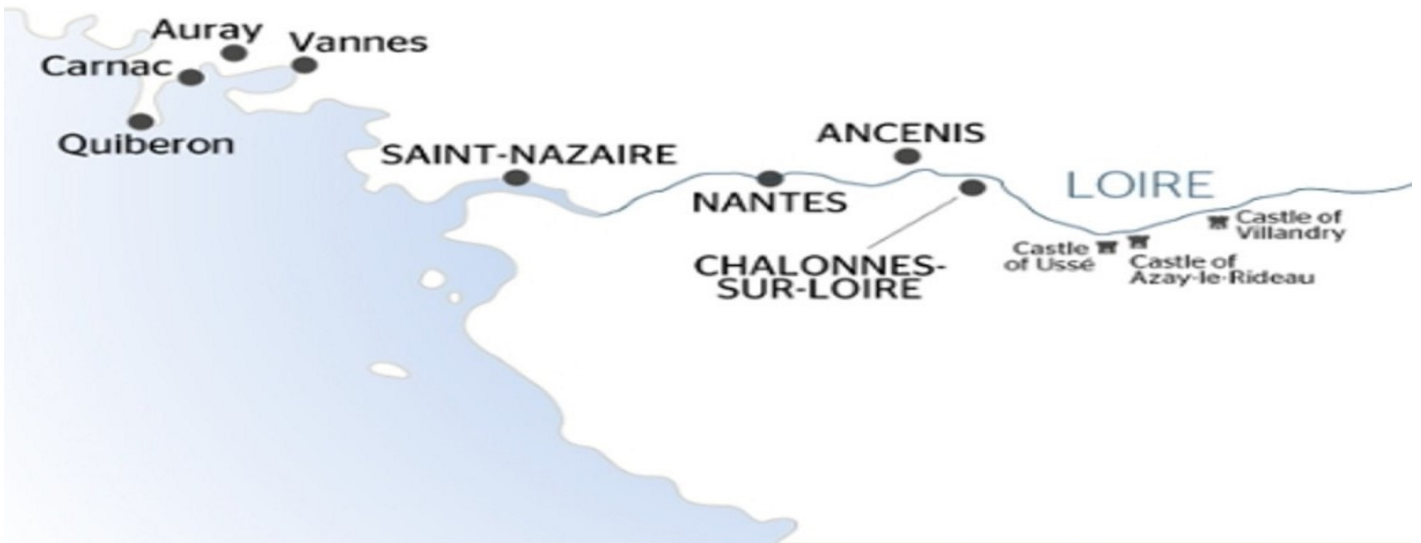 Auray
Vannes
Carnac
Quiberon
SAINT-NAZAIRE
ANCENIS
NANTES
LOIRE
CHALONNES-
SUR-LOIRE
Castle
of Ussé
Castle of
Azay-le-Rideau
Castle of
Villandry